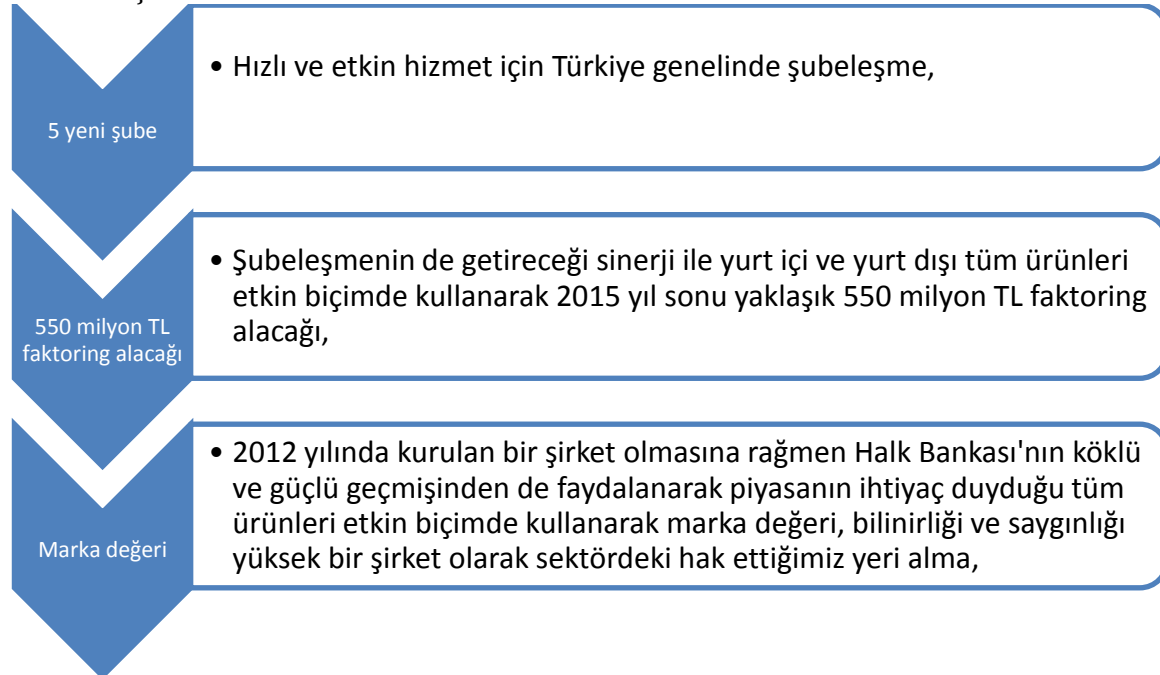 5 yeni şube
• Hızlı ve etkin hizmet için Türkiye genelinde şubeleşme,
550 milyon TL
faktoring alacağı
• Şubeleşmenin de getireceği sinerji ile yurt içi ve yurt dışı tüm ürünleri
etkin biçimde kullanarak 2015 yıl sonu yaklaşık 550 milyon TL faktoring
alacağı,
Marka değeri
• 2012 yılında kurulan bir şirket olmasına rağmen Halk Bankası'nın köklü
ve güçlü geçmişinden de faydalanarak piyasanın ihtiyaç duyduğu tüm
ürünleri etkin biçimde kullanarak marka değeri, bilinirliği ve saygınlığı
yüksek bir şirket olarak sektördeki hak ettiğimiz yeri alma,